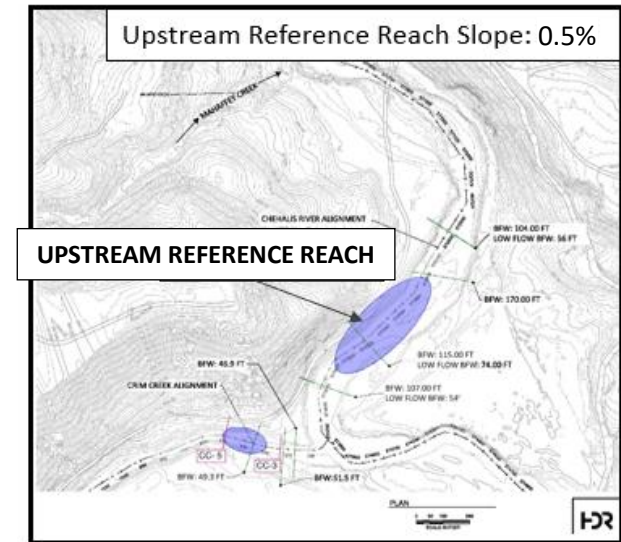 Upstream Reference Reach Slope: 0.5%
MAHAFFEY CREEK
CHEHALIS RIVER ALIGNMENT
BFW: 104.00 FT
LOW FLOW BFW: 56 FT
UPSTREAM REFERENCE REACH
BFW: 170.00 FT
BFW: 115.00 FT
LOW FLOW BFW: 74.00 FT
BFW: 46.9 FT
CRIM CREEK ALIGNMENT
BFW: 107.00 FT
LOW FLOW BFW: 54'
CC-5
CC-3
BFW: 49.3 FT
BFW:51.5 FT
PLAN
HDR